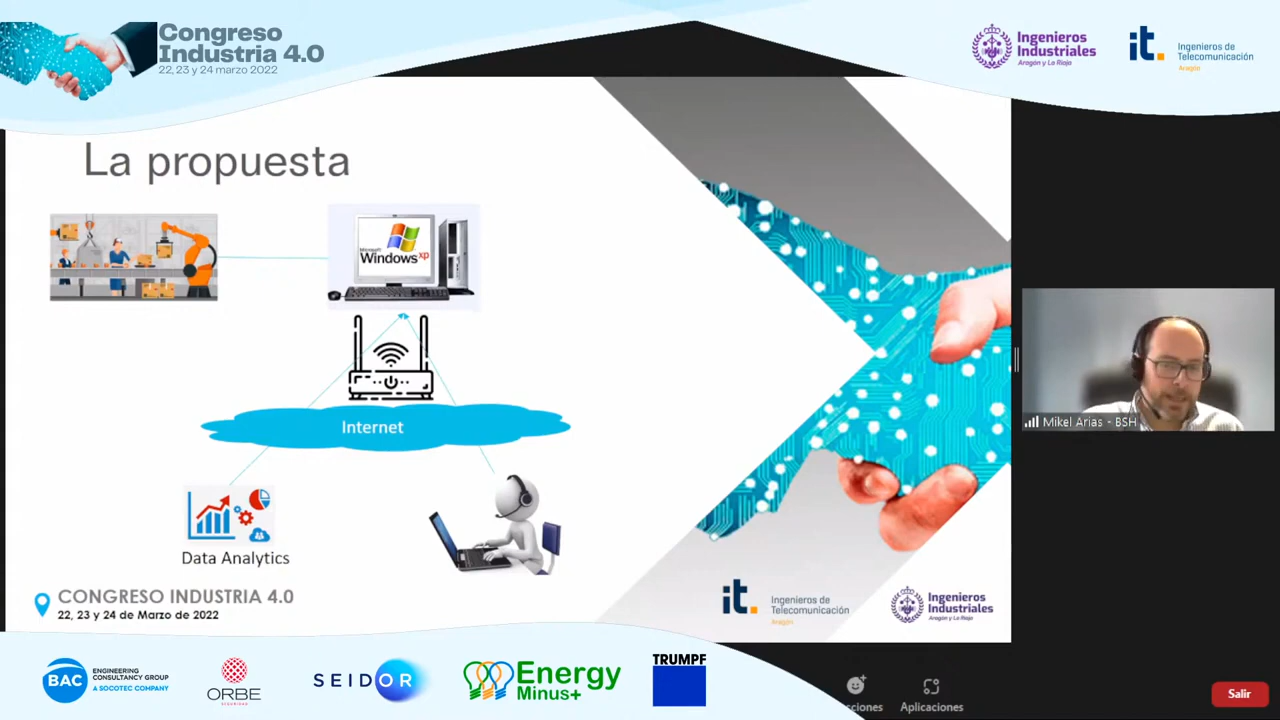 Congreso
Industria 4.0
22, 23 y 24 marzo 2022
Ingenieros
Industriales
Aragón y La Rioja
it.
Ingenieros de
Telecomunicación
Aragón
La propuesta
Microsoft
Windows xp
Internet
Data Analytics
Mikel Arias - BSH
CONGRESO INDUSTRIA 4.0
22, 23 y 24 de Marzo de 2022
it.
Ingenieros de
Telecomunicación
Aragón
Ingenieros
Industriales
Aragón y La Rioja
BAC
ENGINEERING
CONSULTANCY GROUP
A SOCOTEC COMPANY
ORBE
SEIDOR
Energy
Minus+
TRUMPF
cciones
Aplicaciones
Salir